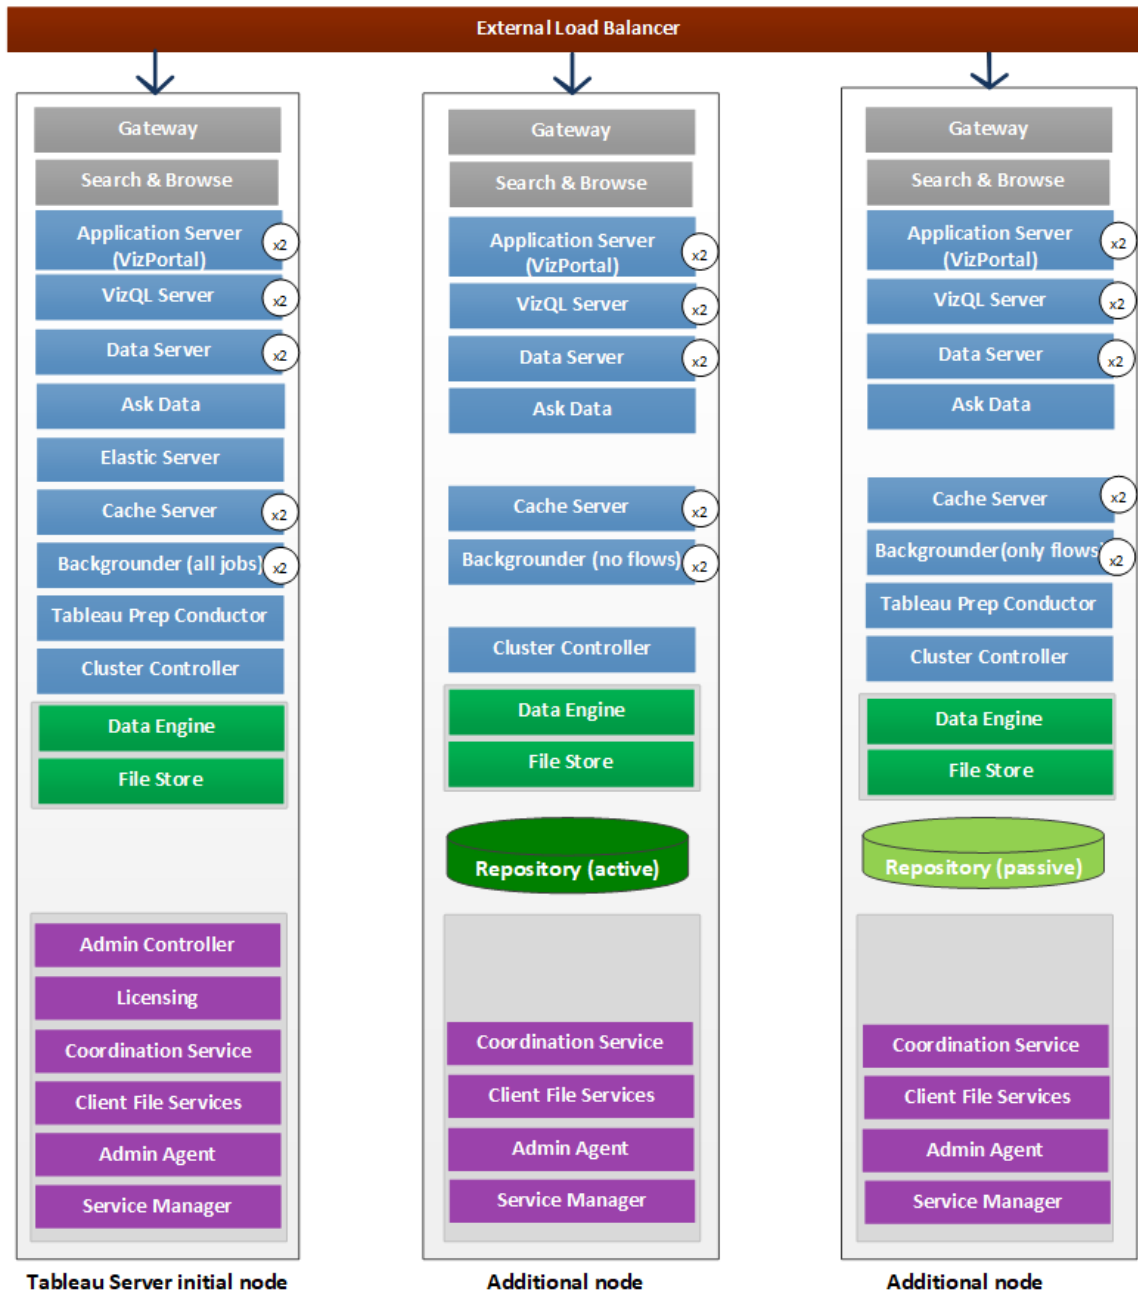 External Load Balancer
Gateway
Search & Browse
Application Server
(VizPortal)
x2
VizQL Server
x2
Data Server
x2
Ask Data
Elastic Server
Cache Server
x2
Backgrounder (all jobs)
x2
Tableau Prep Conductor
Cluster Controller
Data Engine
File Store
Admin Controller
Licensing
Coordination Service
Client File Services
Admin Agent
Service Manager
Tableau Server initial node
Gateway
Search & Browse
Application Server
(VizPortal)
x2
VizQL Server
x2
Data Server
x2
Ask Data
Cache Server
x2
Backgrounder (no flows)
x2
Cluster Controller
Data Engine
File Store
Repository (active)
Coordination Service
Client File Services
Admin Agent
Service Manager
Additional node
Gateway
Search & Browse
Application Server
(VizPortal)
x2
VizQL Server
x2
Data Server
x2
Ask Data
Cache Server
x2
Backgrounder(only flows)
x2
Tableau Prep Conductor
Cluster Controller
Data Engine
File Store
Repository (passive)
Coordination Service
Client File Services
Admin Agent
Service Manager
Additional node